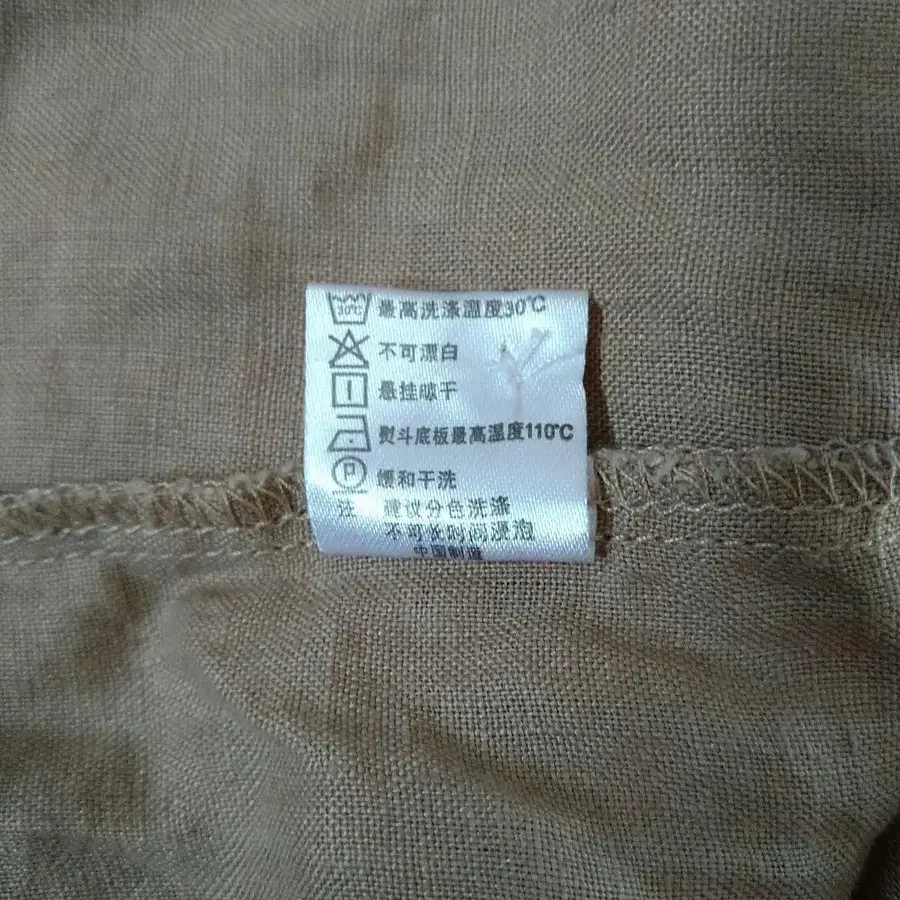 30℃ 最高洗涤温度30℃
不可漂白
悬挂晾干
熨斗底板最高温度110℃
P 缓和干洗
注 建议分色洗涤
不可长时间浸泡
中国制造